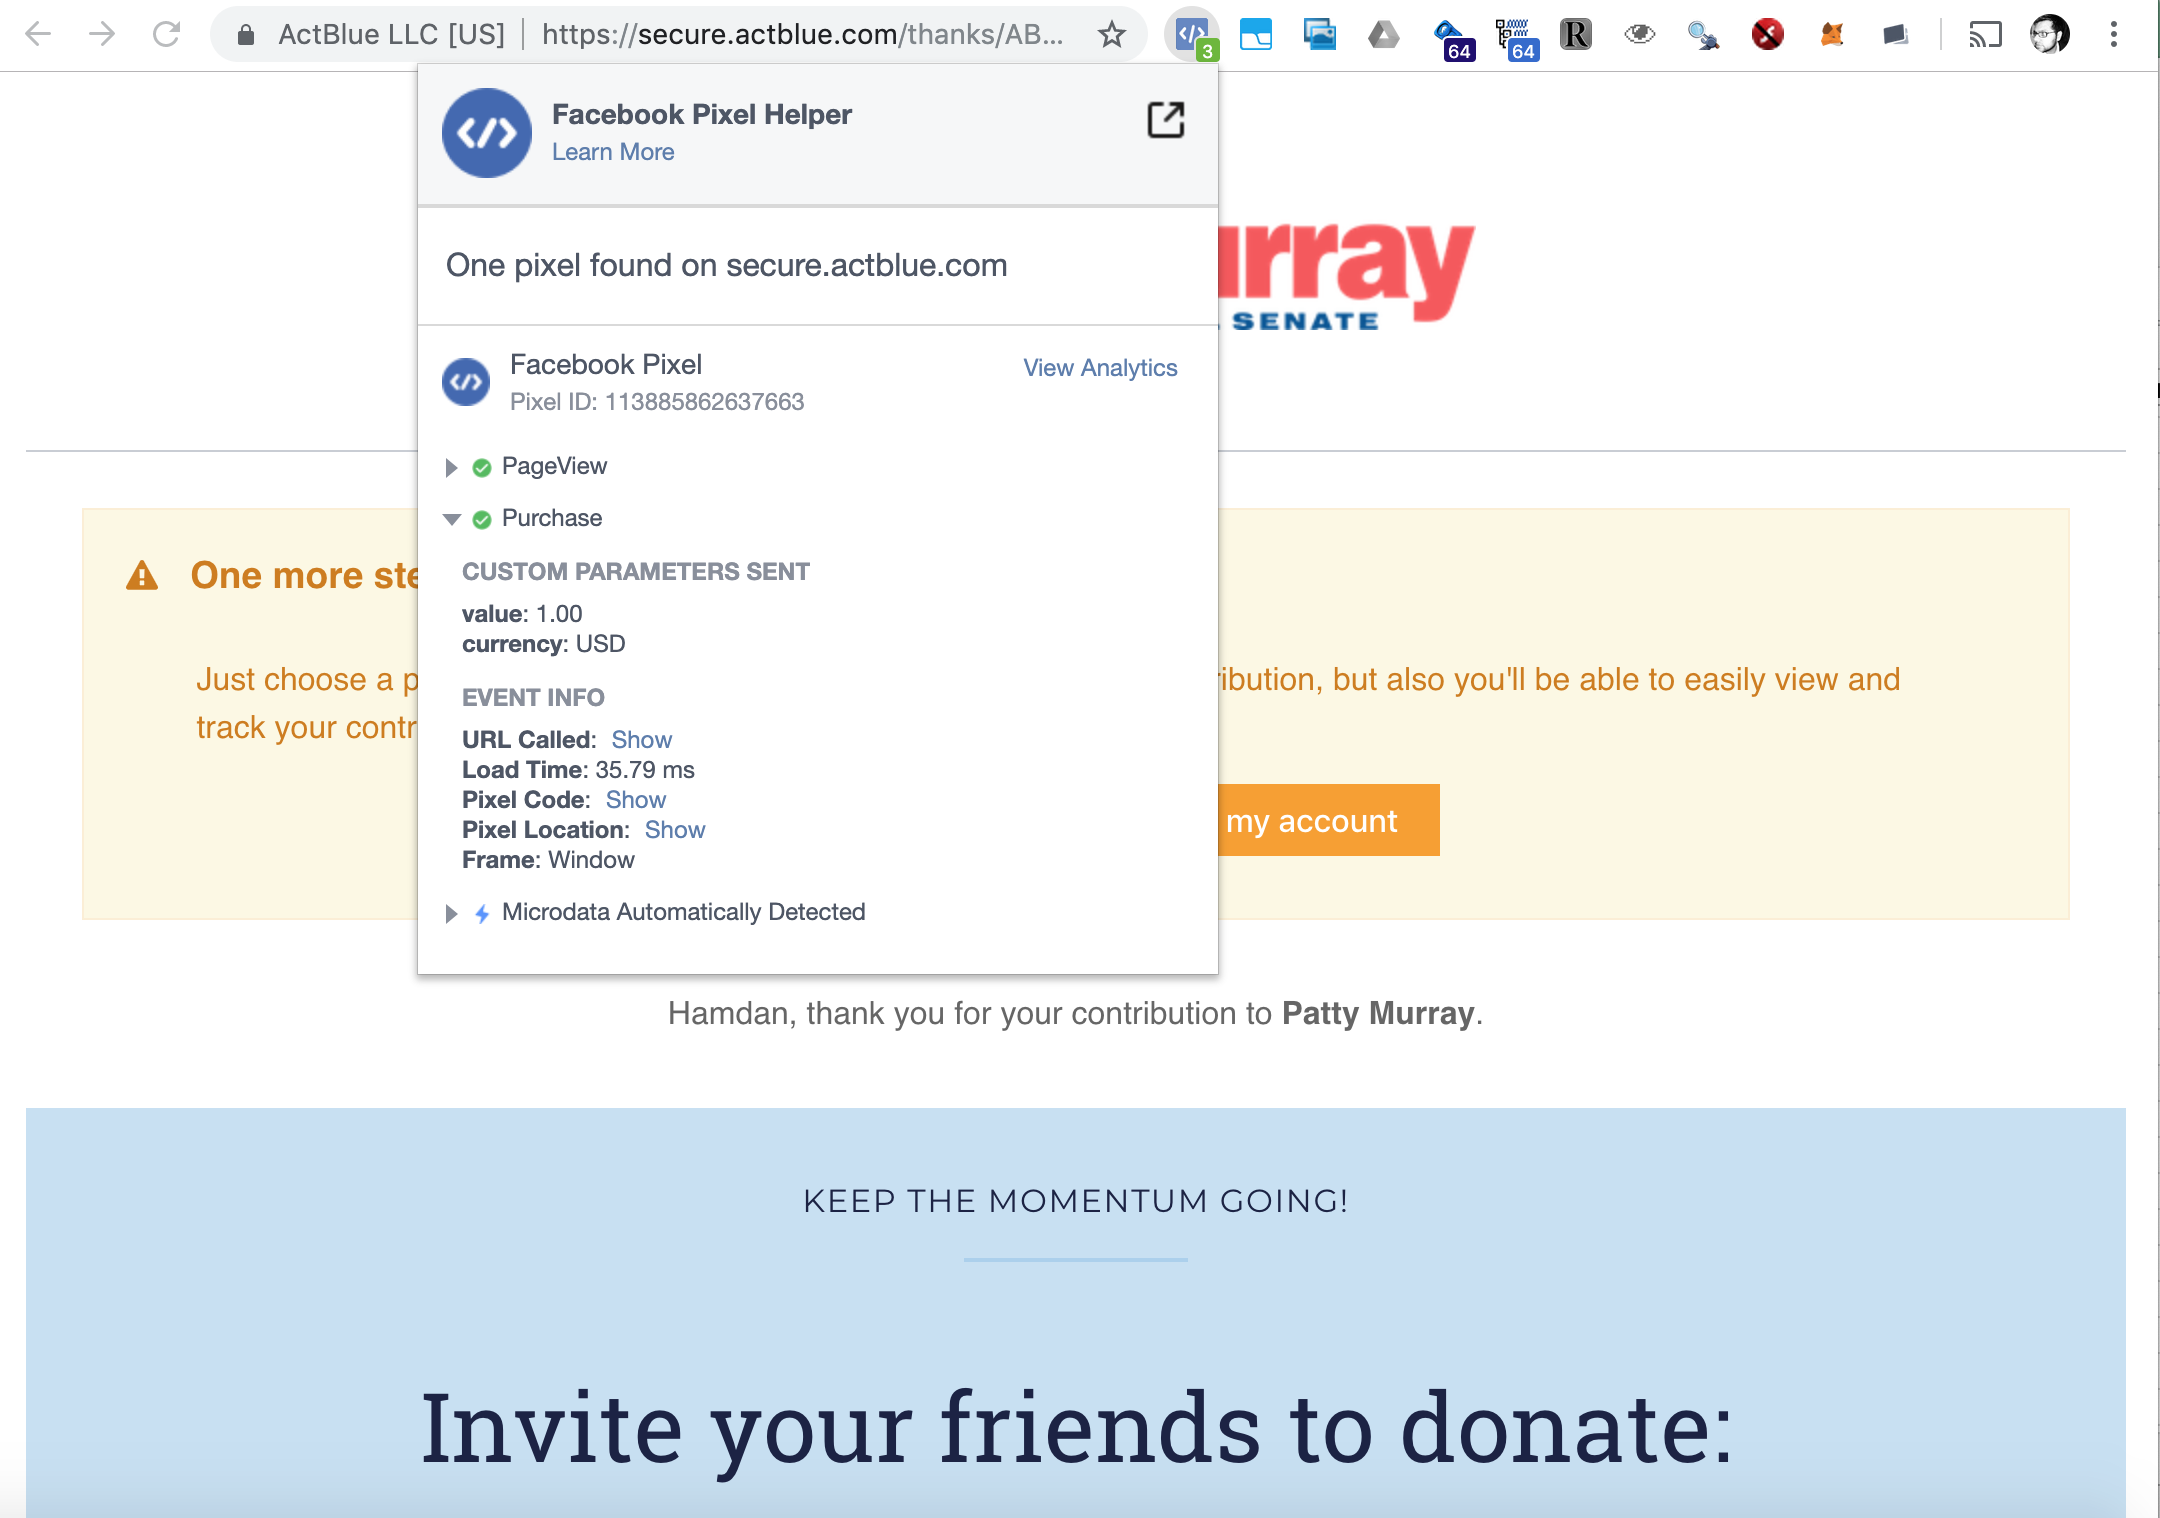 ActBlue LLC [US] | https://secure.actblue.com/thanks/AB...
3
64
64
R
Facebook Pixel Helper
Learn More
One pixel found on secure.actblue.com
urray
SENATE
Facebook Pixel
View Analytics
Pixel ID: 113885862637663
PageView
Purchase
One more ste
CUSTOM PARAMETERS SENT
value: 1.00
currency: USD
Just choose a p
ribution, but also you'll be able to easily view and
track your contr
EVENT INFO
URL Called: Show
Load Time: 35.79 ms
Pixel Code: Show
Pixel Location: Show
Frame: Window
my account
Microdata Automatically Detected
Hamdan, thank you for your contribution to Patty Murray.
KEEP THE MOMENTUM GOING!
Invite your friends to donate: